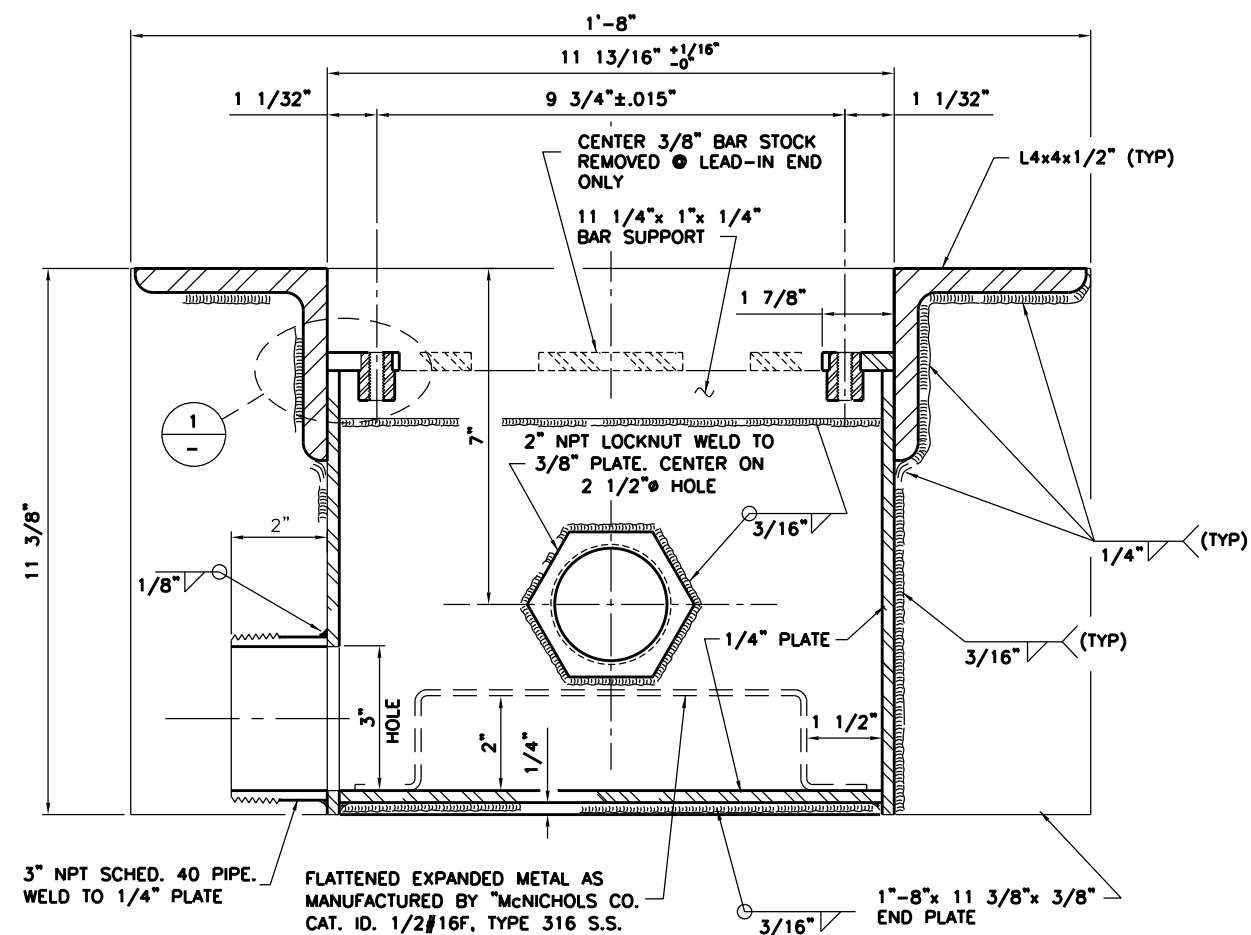 1'-8"
11 13/16" +1/16" -0"
1 1/32"
9 3/4"±.015"
1 1/32"
CENTER 3/8" BAR STOCK
REMOVED @ LEAD-IN END
ONLY
L4x4x1/2" (TYP)
11 1/4"x 1"x 1/4"
BAR SUPPORT
1 7/8"
1
-
7"
2" NPT LOCKNUT WELD TO
3/8" PLATE. CENTER ON
2 1/2"ø HOLE
11 3/8"
2"
3/16"
1/4"
(TYP)
1/8"
1/4" PLATE
3/16"
(TYP)
3"
HOLE
2"
1/4"
1 1/2"
3" NPT SCHED. 40 PIPE.
WELD TO 1/4" PLATE
FLATTENED EXPANDED METAL AS
MANUFACTURED BY "McNICHOLS CO.
CAT. ID. 1/2#16F, TYPE 316 S.S.
3/16"
1"-8"x 11 3/8"x 3/8"
END PLATE